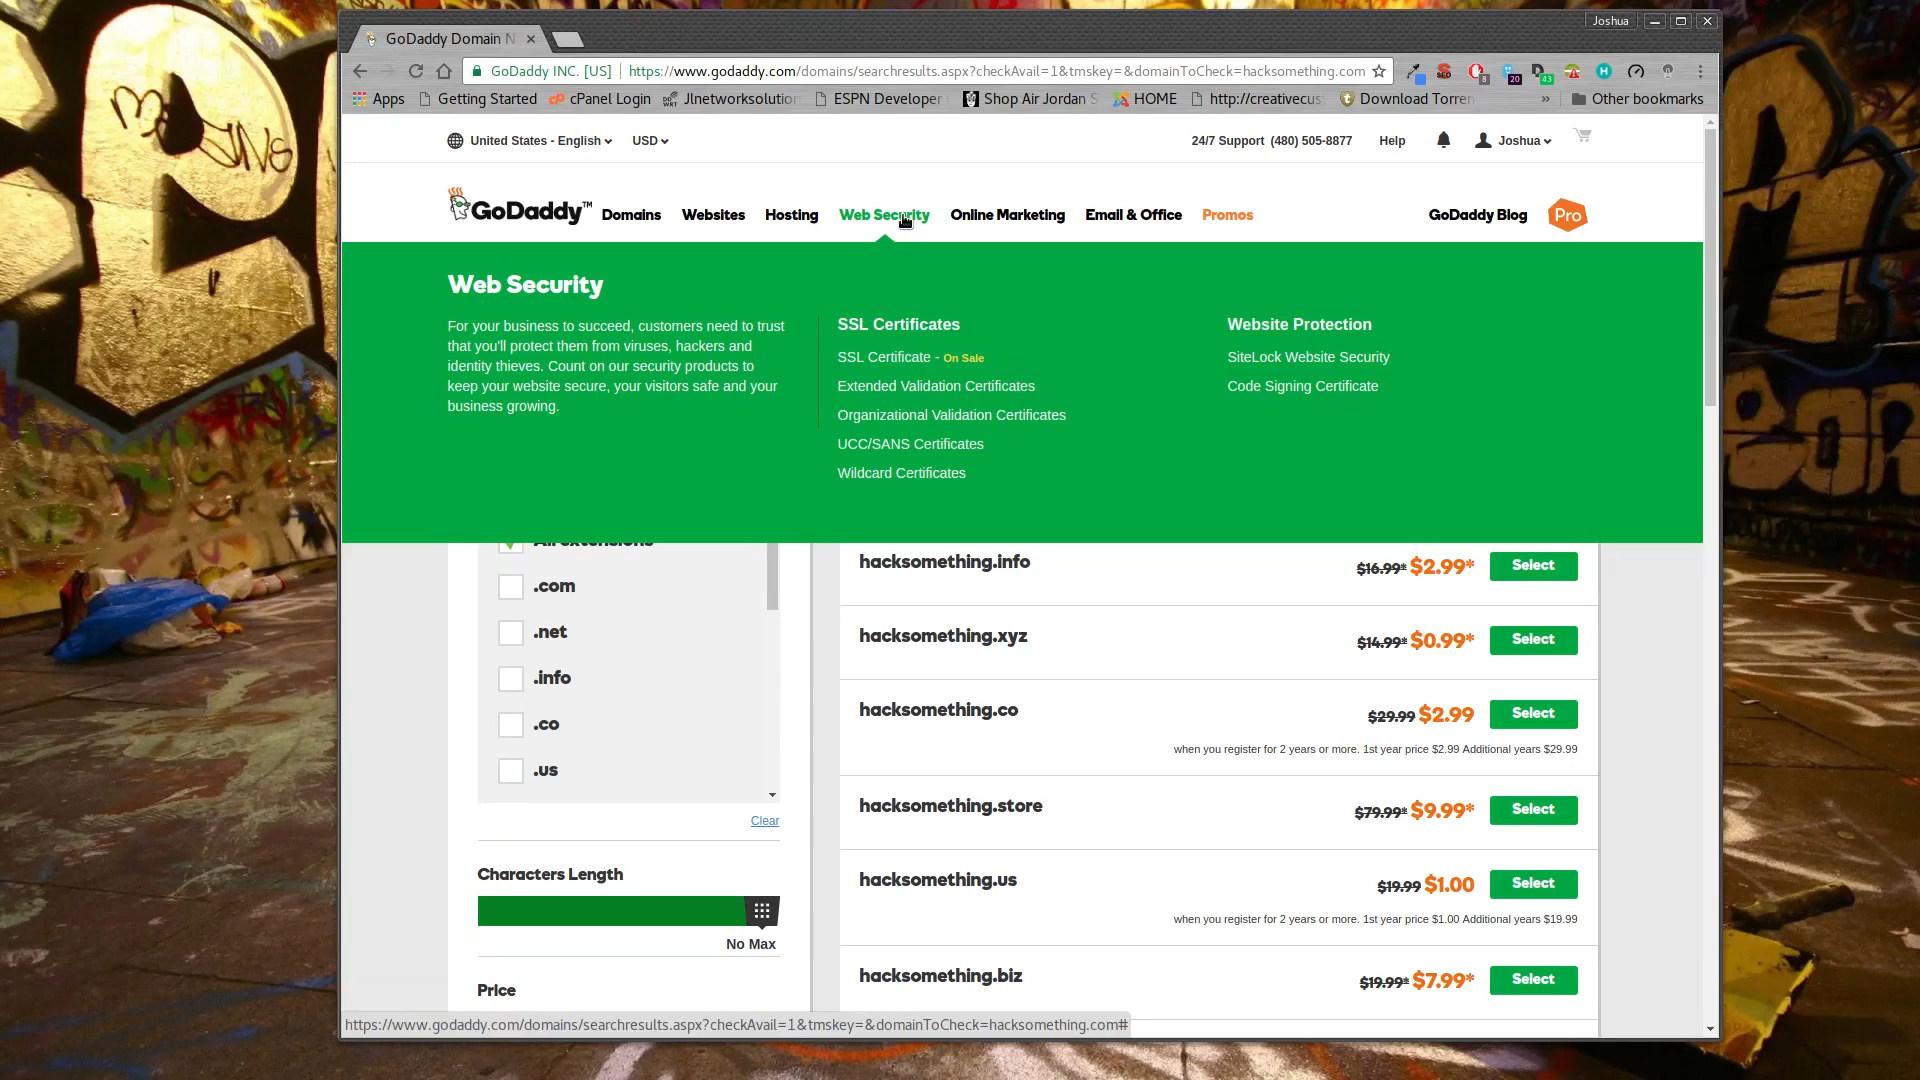 Joshua
GoDaddy Domain N
GoDaddy INC. [US] https://www.godaddy.com/domains/searchresults.aspx?checkAvail=1&tmskey=&domainToCheck=hacksomething.com
8 20 43
Apps Getting Started cPanel Login Jlnetworksolution ESPN Developer Shop Air Jordan S HOME http://creativecus Download Torren » Other bookmarks
United States - English USD 24/7 Support (480) 505-8877 Help Joshua
GoDaddy™ Domains Websites Hosting Web Security Online Marketing Email & Office Promos GoDaddy Blog Pro
Web Security
For your business to succeed, customers need to trust
that you'll protect them from viruses, hackers and
identity thieves. Count on our security products to
keep your website secure, your visitors safe and your
business growing.
SSL Certificates
SSL Certificate - On Sale
Extended Validation Certificates
Organizational Validation Certificates
UCC/SANS Certificates
Wildcard Certificates
Website Protection
SiteLock Website Security
Code Signing Certificate
All extensions
.com
.net
.info
.co
.us
Clear
Characters Length
No Max
Price
hacksomething.info $16.99* $2.99* Select
hacksomething.xyz $14.99* $0.99* Select
hacksomething.co $29.99 $2.99 Select
when you register for 2 years or more. 1st year price $2.99 Additional years $29.99
hacksomething.store $79.99* $9.99* Select
hacksomething.us $19.99 $1.00 Select
when you register for 2 years or more. 1st year price $1.00 Additional years $19.99
hacksomething.biz $19.99* $7.99* Select
https://www.godaddy.com/domains/searchresults.aspx?checkAvail=1&tmskey=&domainToCheck=hacksomething.com#